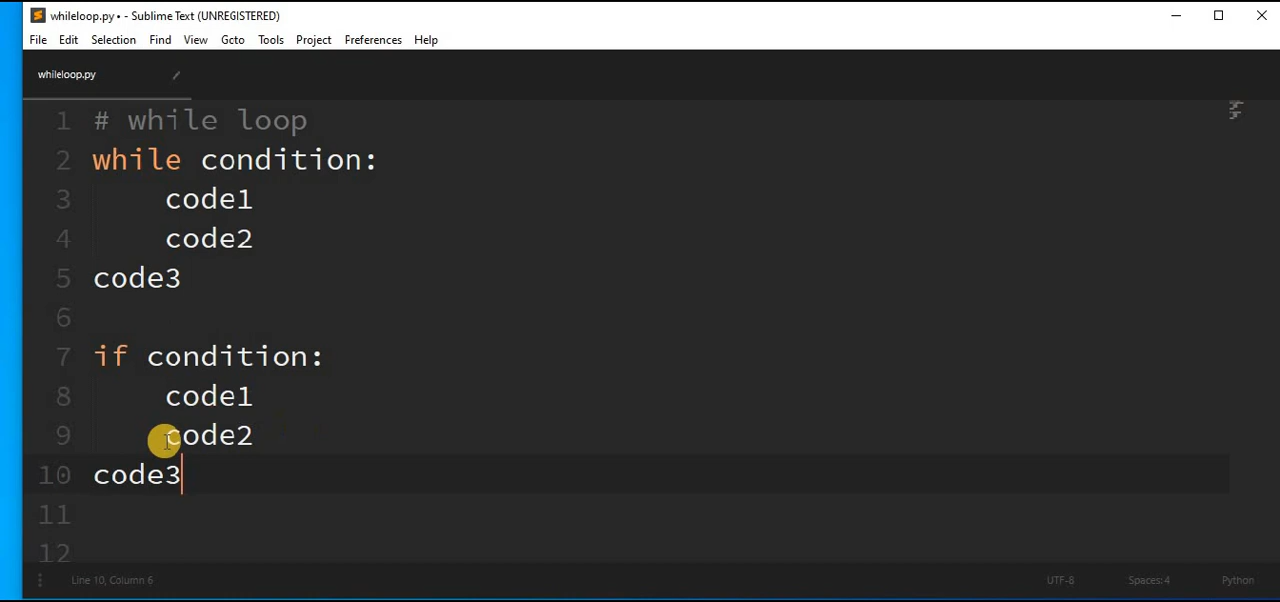 whileloop.py • - Sublime Text (UNREGISTERED)
File Edit Selection Find View Goto Tools Project Preferences Help
whileloop.py
1 # while loop
2 while condition:
3 code1
4 code2
5 code3
6
7 if condition:
8 code1
9 code2
10 code3
11
12
Line 10, Column 6 UTF-8 Spaces: 4 Python